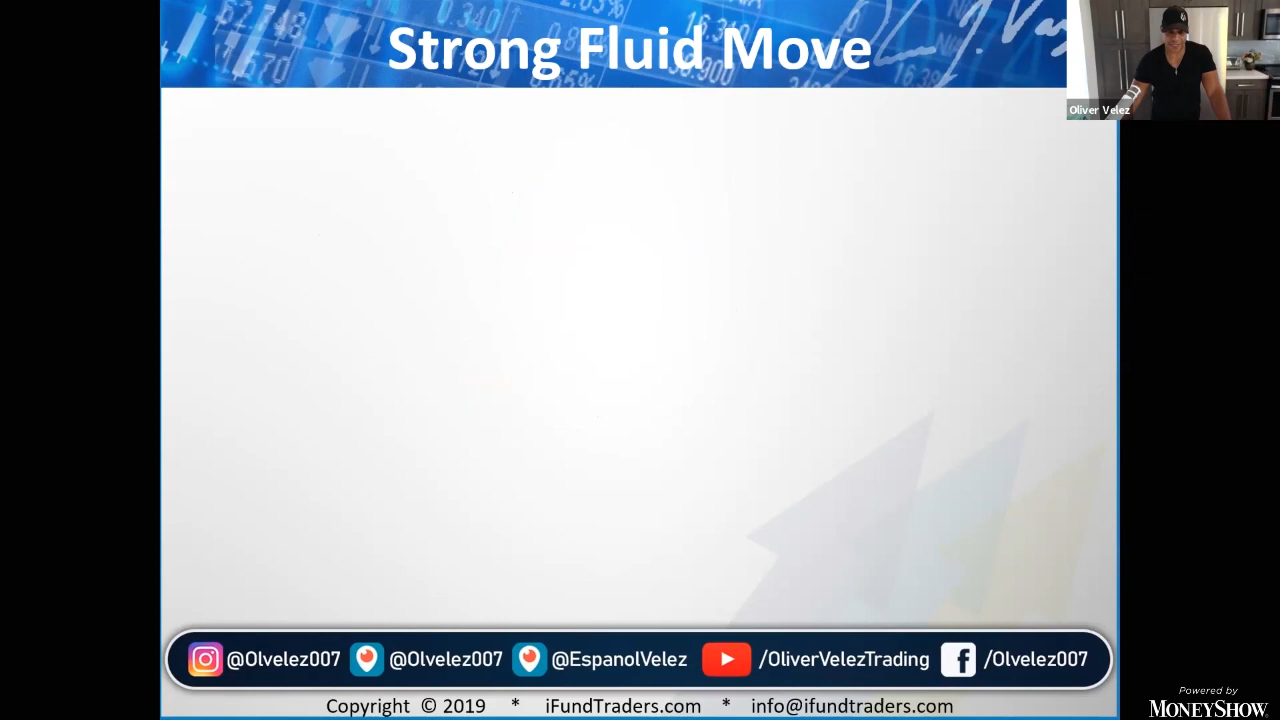 Strong Fluid Move
Oliver Velez
@Olvelez007 @Olvelez007 @EspanolVelez /OliverVelezTrading /Olvelez007
Copyright © 2019 * iFundTraders.com * info@ifundtraders.com
Powered by
MONEYSHOW